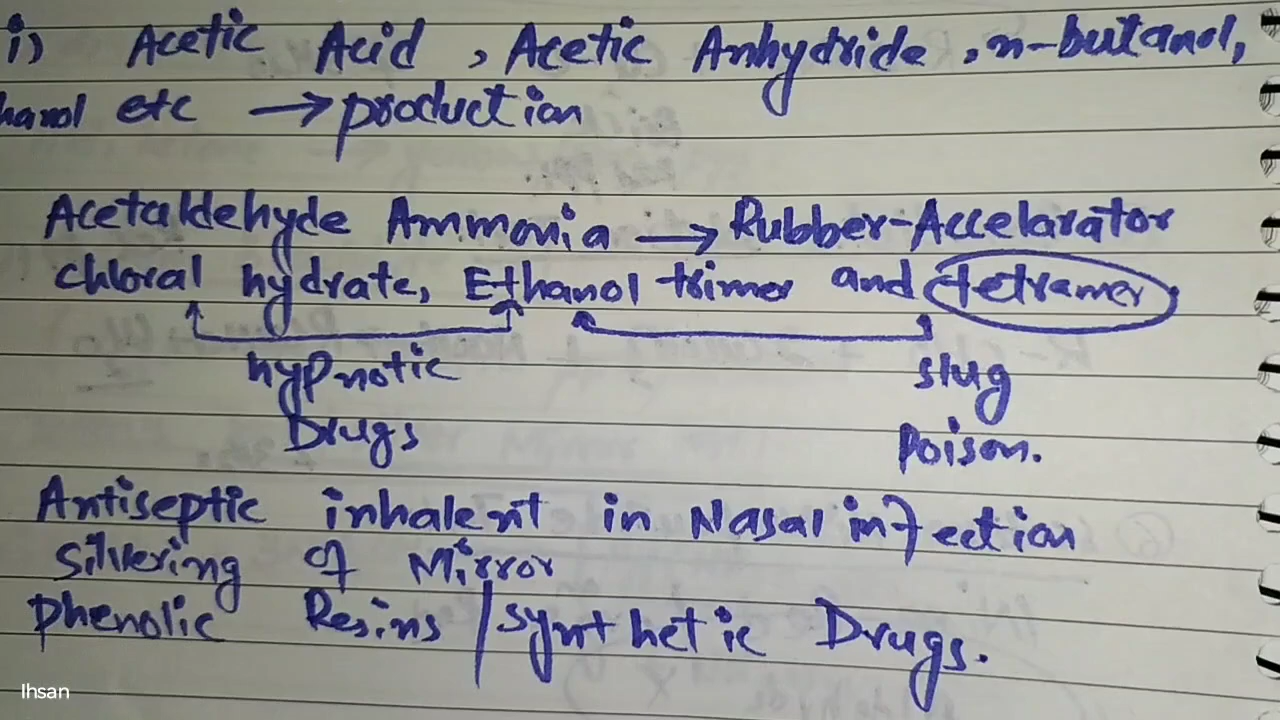 i) Acetic Acid, Acetic Anhydride, n-butanol,
hanol etc → production
Acetaldehyde Ammonia → Rubber-Accelarator
chloral hydrate, Ethanol trimer and tetramer
hypnotic slug
Drugs Poison.
Antiseptic inhalent in Nasal infection
Silvering of Mirror
Phenolic Resins / synthetic Drugs.
Ihsan